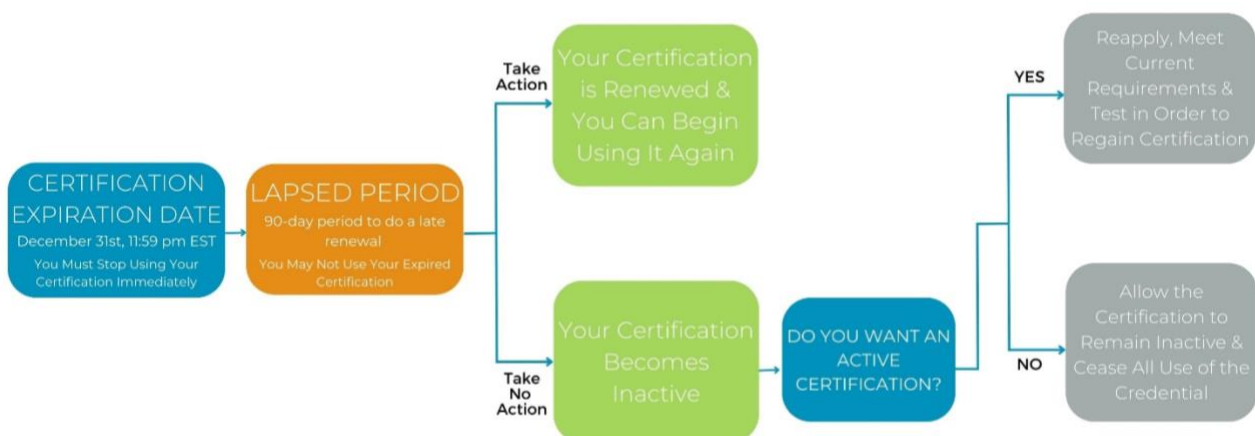 CERTIFICATION
EXPIRATION DATE
December 31st, 11:59 pm EST
You Must Stop Using Your
Certification Immediately
LAPSED PERIOD
90-day period to do a late
renewal
You May Not Use Your Expired
Certification
Take
Action
Your Certification
is Renewed &
You Can Begin
Using It Again
Take
No
Action
Your Certification
Becomes
Inactive
DO YOU WANT AN
ACTIVE
CERTIFICATION?
YES
Reapply, Meet
Current
Requirements &
Test in Order to
Regain Certification
NO
Allow the
Certification to
Remain Inactive &
Cease All Use of the
Credential